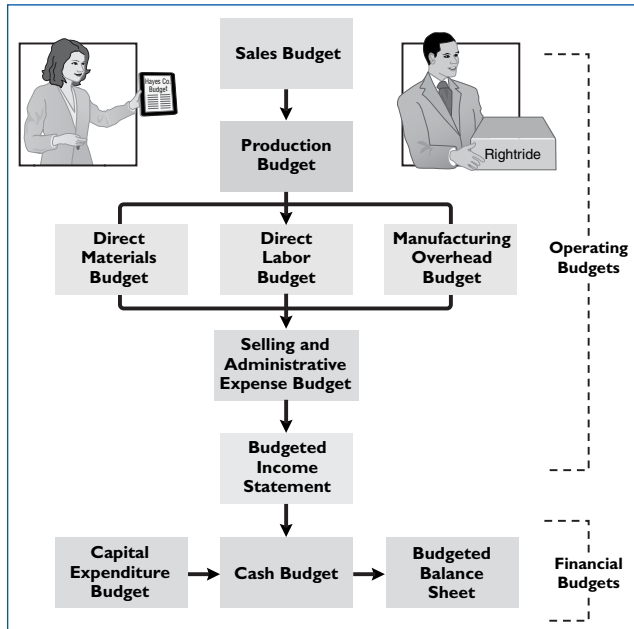 Sales Budget
Hayes Co.
Budget
Rightride
Production
Budget
Direct
Materials
Budget
Direct
Labor
Budget
Manufacturing
Overhead
Budget
Operating
Budgets
Selling and
Administrative
Expense Budget
Budgeted
Income
Statement
Capital
Expenditure
Budget
Cash Budget
Budgeted
Balance
Sheet
Financial
Budgets